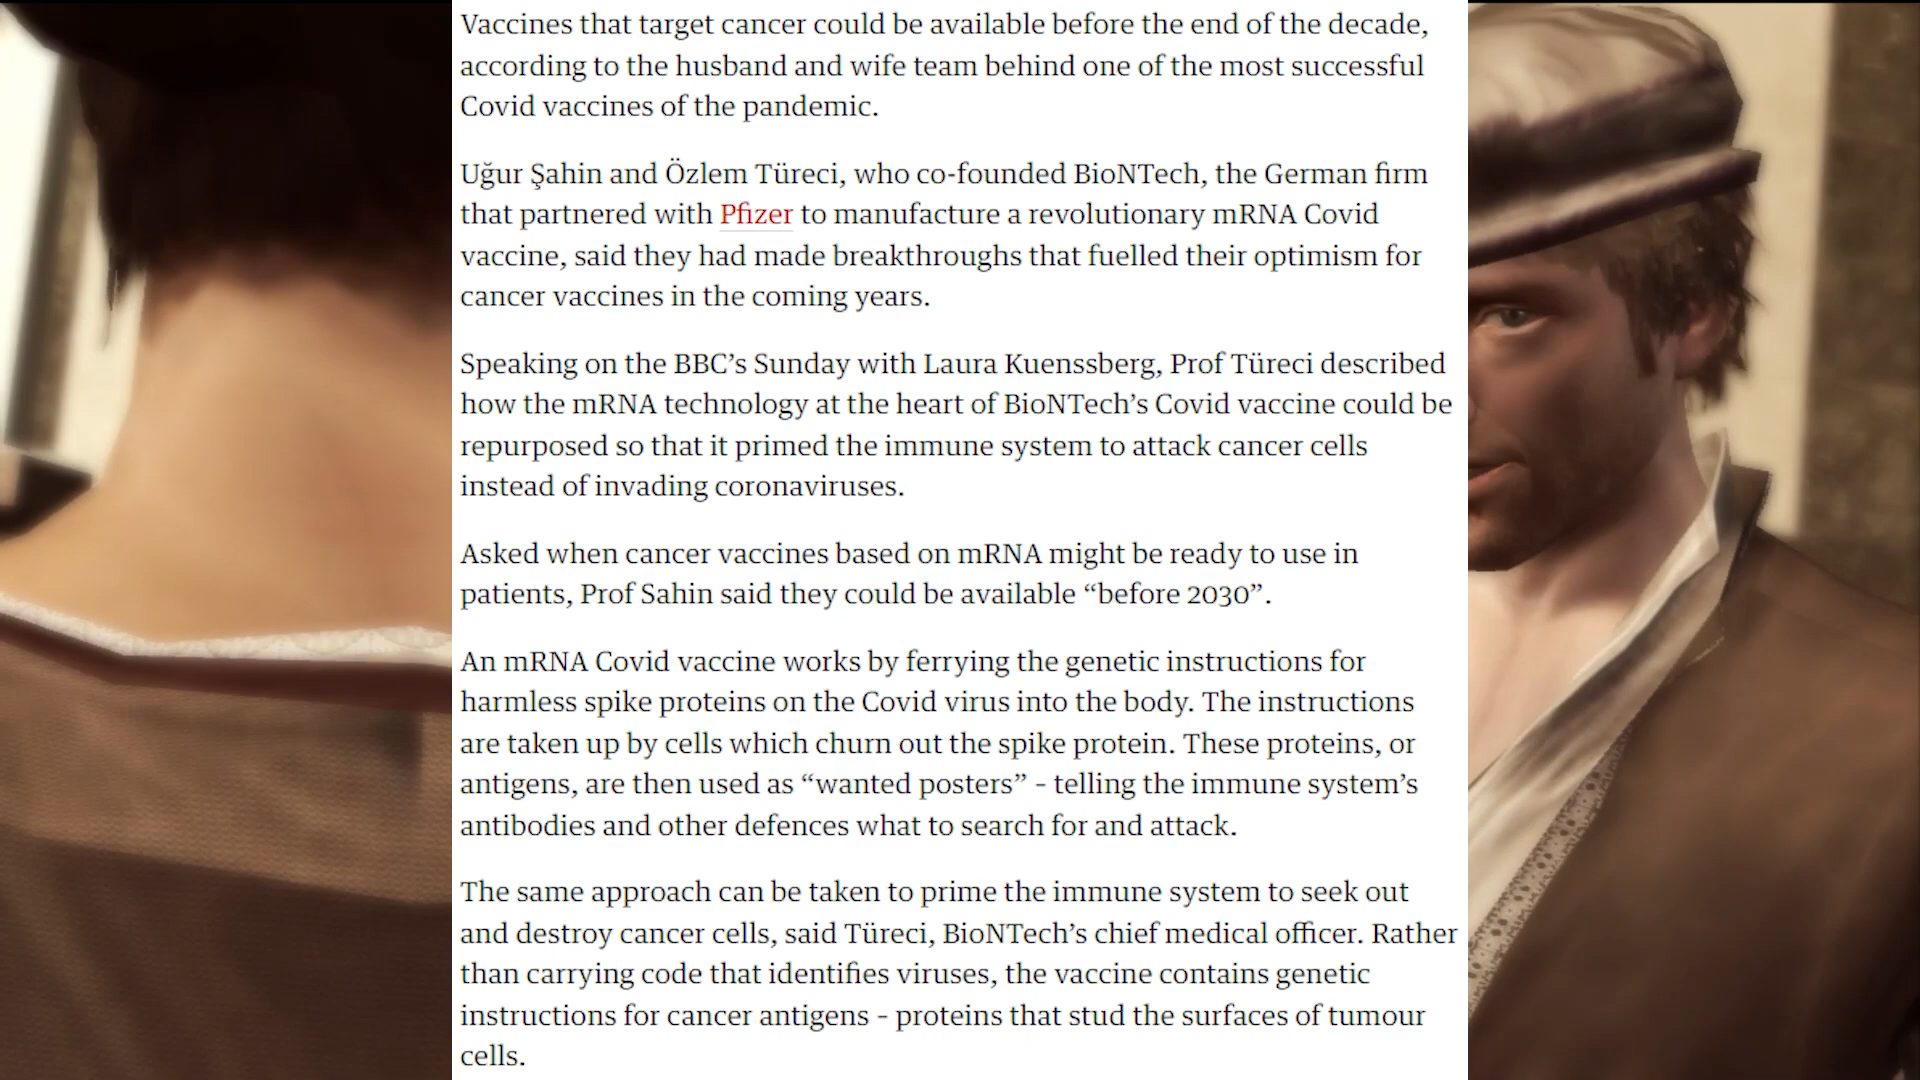 Vaccines that target cancer could be available before the end of the decade,
according to the husband and wife team behind one of the most successful
Covid vaccines of the pandemic.
Uğur Şahin and Özlem Türeci, who co-founded BioNTech, the German firm
that partnered with Pfizer to manufacture a revolutionary mRNA Covid
vaccine, said they had made breakthroughs that fuelled their optimism for
cancer vaccines in the coming years.
Speaking on the BBC’s Sunday with Laura Kuenssberg, Prof Türeci described
how the mRNA technology at the heart of BioNTech’s Covid vaccine could be
repurposed so that it primed the immune system to attack cancer cells
instead of invading coronaviruses.
Asked when cancer vaccines based on mRNA might be ready to use in
patients, Prof Sahin said they could be available “before 2030”.
An mRNA Covid vaccine works by ferrying the genetic instructions for
harmless spike proteins on the Covid virus into the body. The instructions
are taken up by cells which churn out the spike protein. These proteins, or
antigens, are then used as “wanted posters” – telling the immune system’s
antibodies and other defences what to search for and attack.
The same approach can be taken to prime the immune system to seek out
and destroy cancer cells, said Türeci, BioNTech’s chief medical officer. Rather
than carrying code that identifies viruses, the vaccine contains genetic
instructions for cancer antigens – proteins that stud the surfaces of tumour
cells.